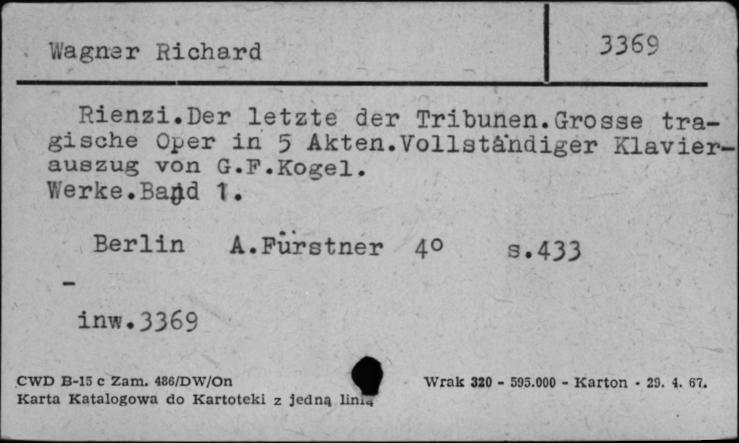 Wagner Richard
3369
Rienzi.Der letzte der Tribunen.Grosse tra-
gische Oper in 5 Akten.Vollständiger Klavier-
auszug von G.F.Kogel.
Werke.Band 1.
Berlin A.Fürstner 4° s.433
-
inw.3369
CWD B-15 c Zam. 486/DW/On
Wrak 320 - 595.000 - Karton - 29. 4. 67.
Karta Katalogowa do Kartoteki z jedną linią